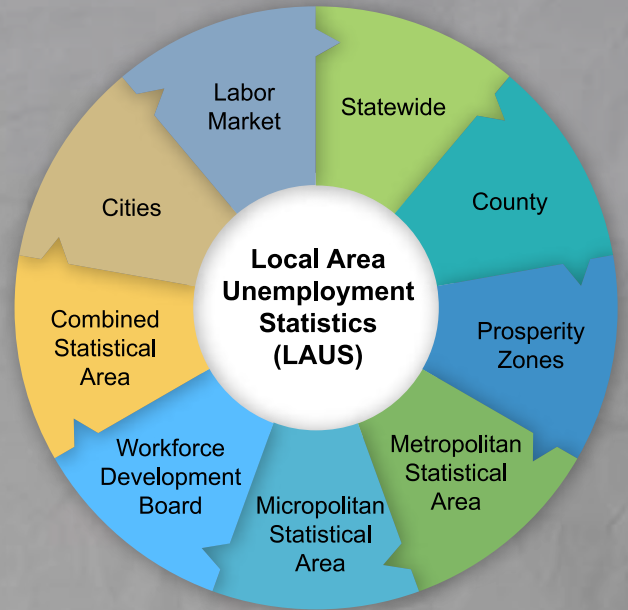 Local Area
Unemployment
Statistics
(LAUS)
Statewide
County
Prosperity
Zones
Metropolitan
Statistical
Area
Micropolitan
Statistical
Area
Workforce
Development
Board
Combined
Statistical
Area
Cities
Labor
Market